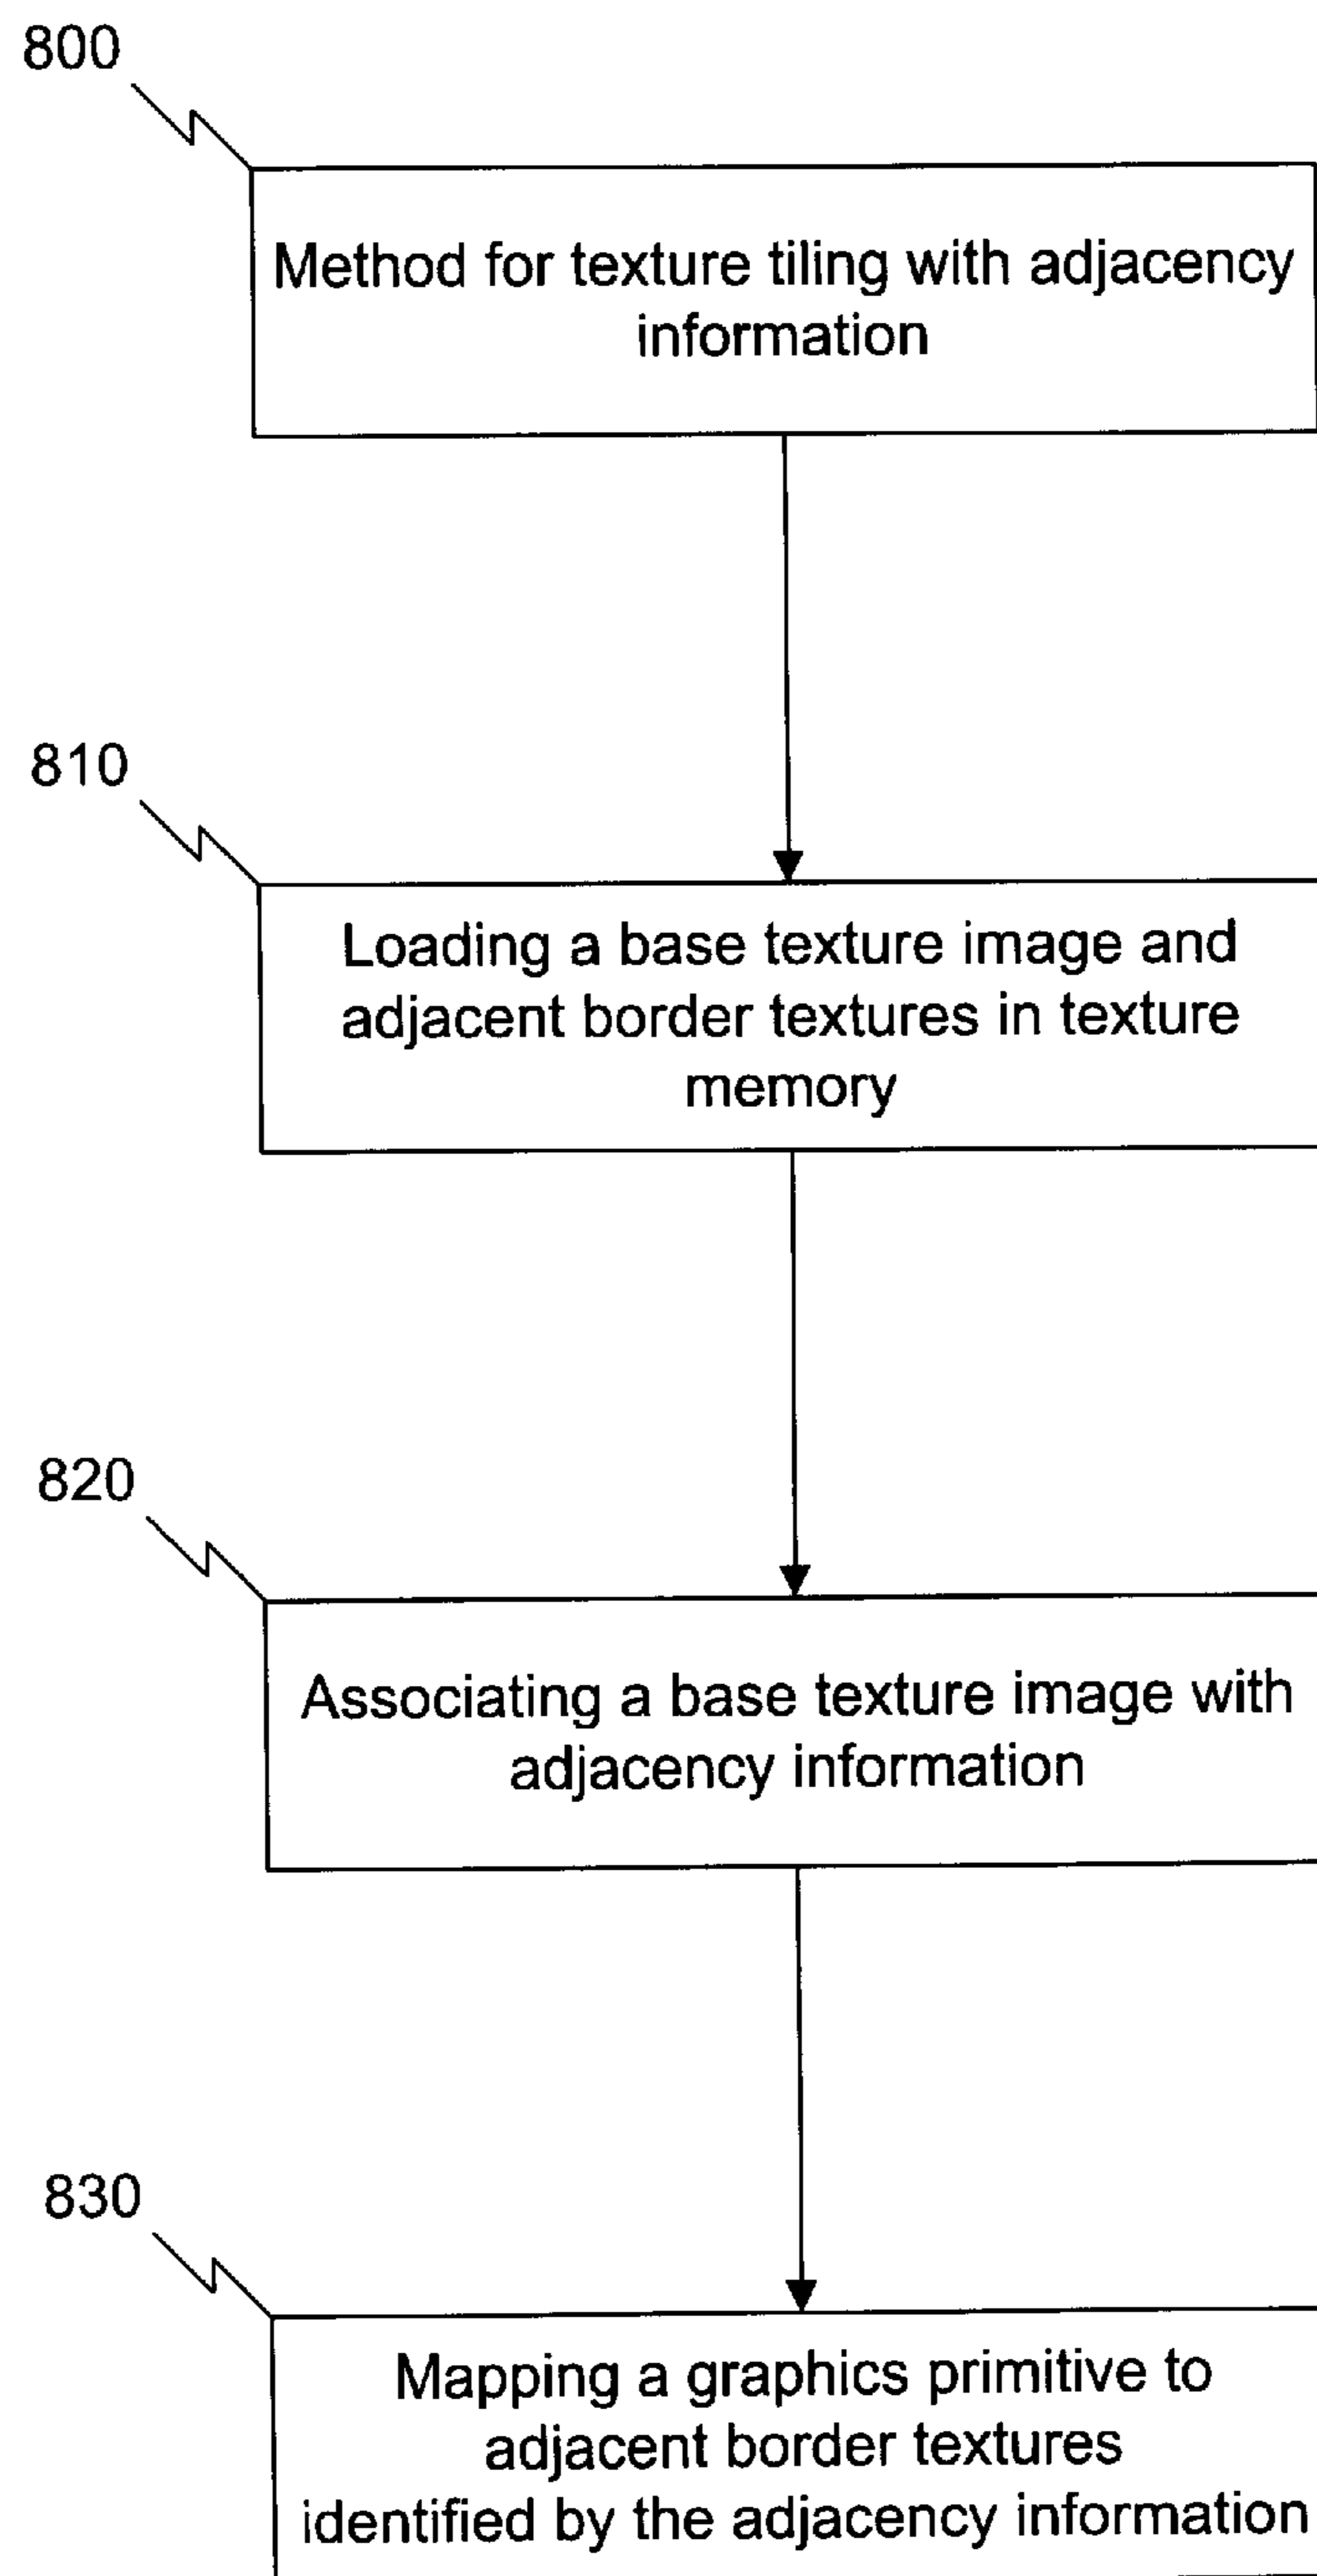 800
Method for texture tiling with adjacency
information
810
Loading a base texture image and
adjacent border textures in texture
memory
820
Associating a base texture image with
adjacency information
830
Mapping a graphics primitive to
adjacent border textures
identified by the adjacency information